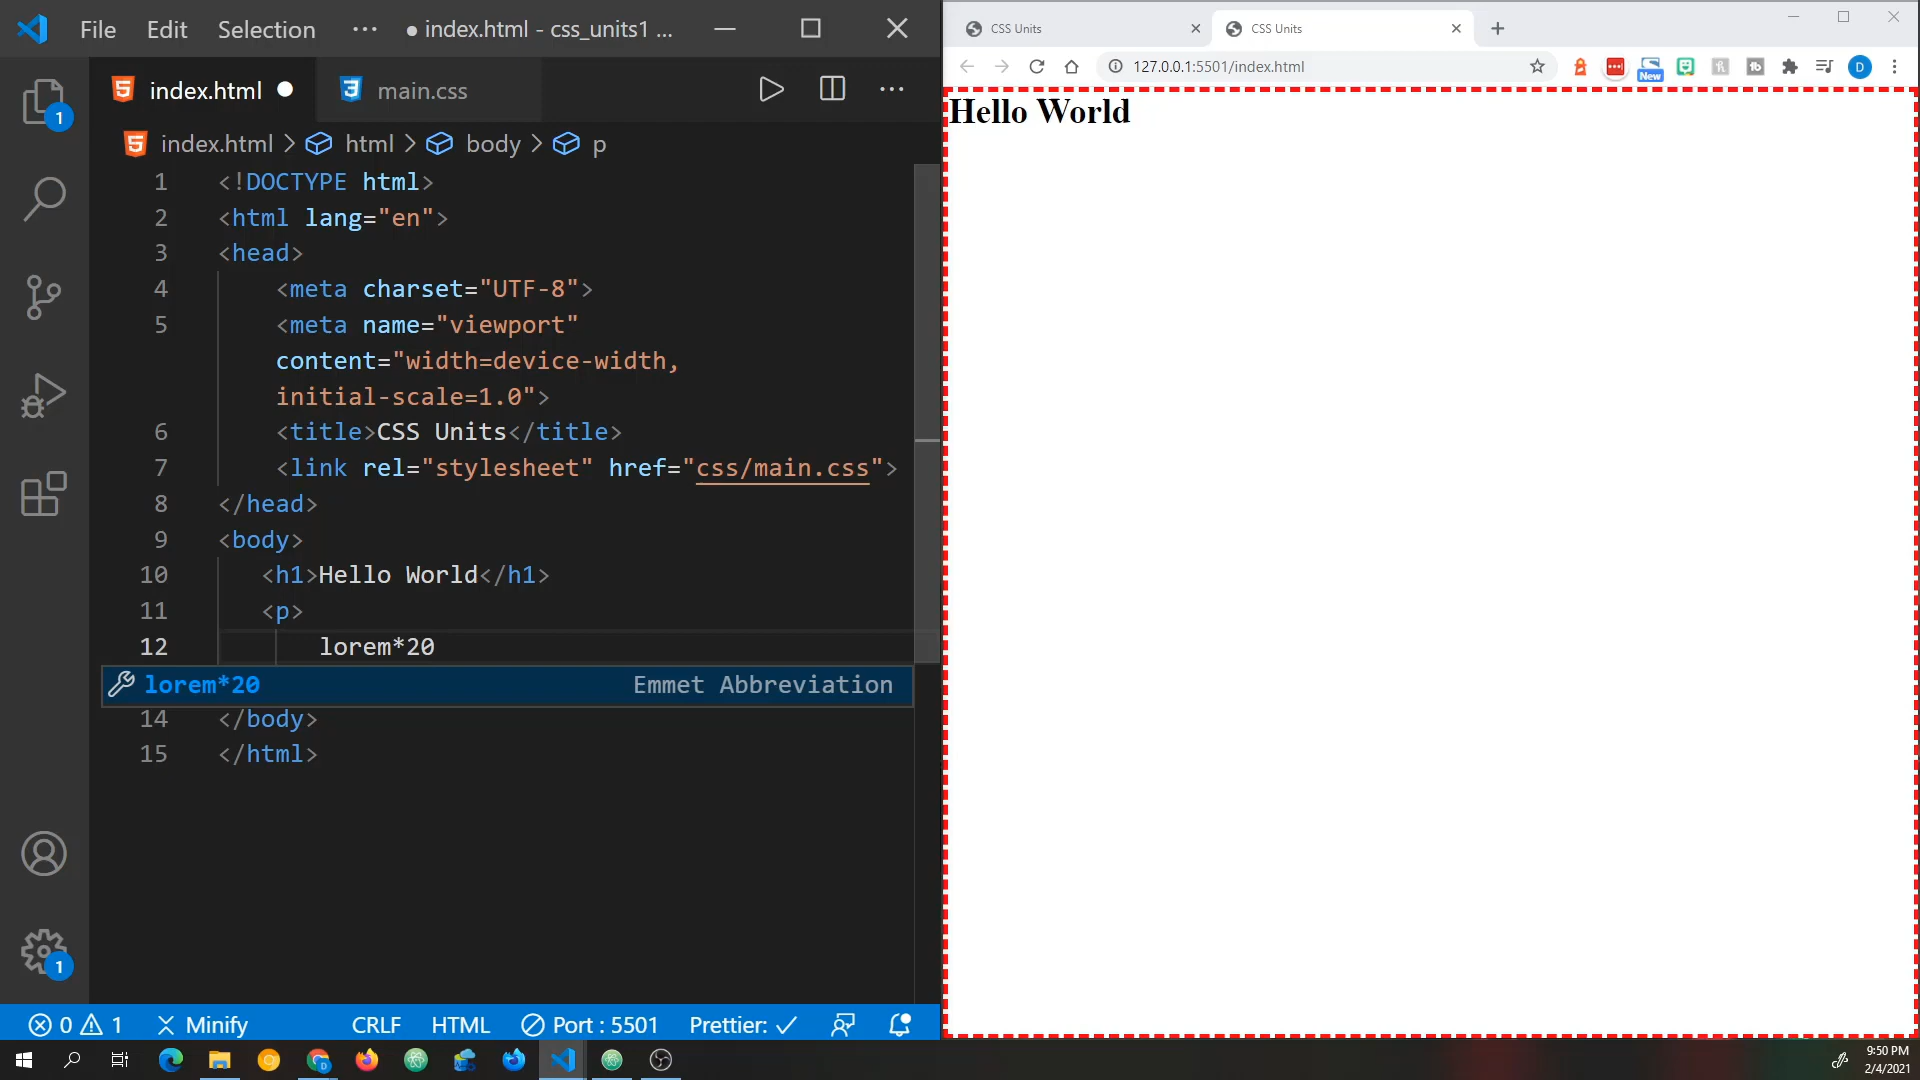 File Edit Selection ··· ● index.html - css_units1 ...
index.html ● main.css ···
index.html > html > body > p
1 <!DOCTYPE html>
2 <html lang="en">
3 <head>
4 <meta charset="UTF-8">
5 <meta name="viewport"
content="width=device-width,
initial-scale=1.0">
6 <title>CSS Units</title>
7 <link rel="stylesheet" href="css/main.css">
8 </head>
9 <body>
10 <h1>Hello World</h1>
11 <p>
12 lorem*20
lorem*20 Emmet Abbreviation
14 </body>
15 </html>
1
1
0 1 Minify CRLF HTML Port : 5501 Prettier: ✓
CSS Units CSS Units
127.0.0.1:5501/index.html New D
Hello World
9:50 PM
2/4/2021